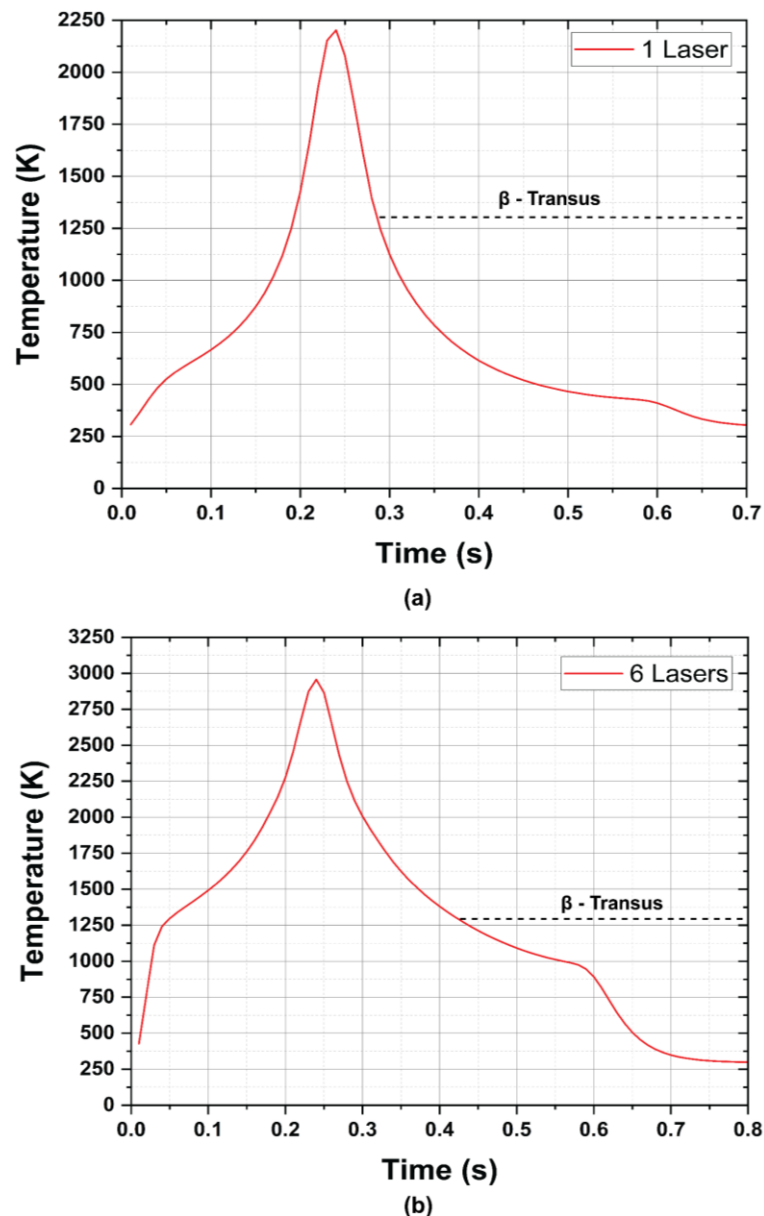 2250
2000
1750
1500
1250
1000
750
500
250
0
Temperature (K)
1 Laser
β - Transus
0.0 0.1 0.2 0.3 0.4 0.5 0.6 0.7
Time (s)
(a)
3250
3000
2750
2500
2250
2000
1750
1500
1250
1000
750
500
250
0
Temperature (K)
6 Lasers
β - Transus
0.0 0.1 0.2 0.3 0.4 0.5 0.6 0.7 0.8
Time (s)
(b)